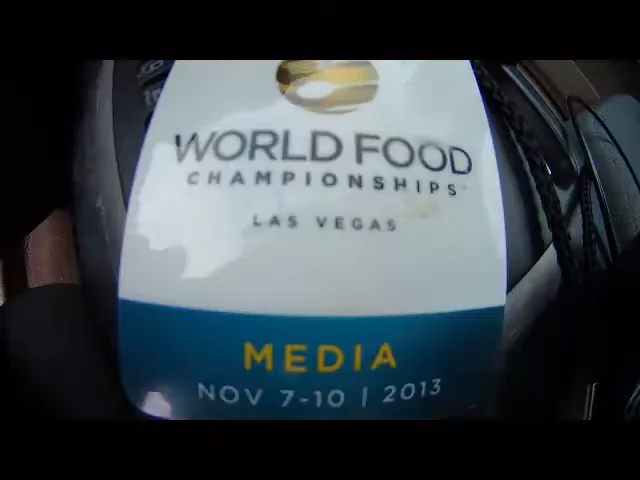 WORLD FOOD
CHAMPIONSHIPS
LAS VEGAS
MEDIA
NOV 7-10 | 2013